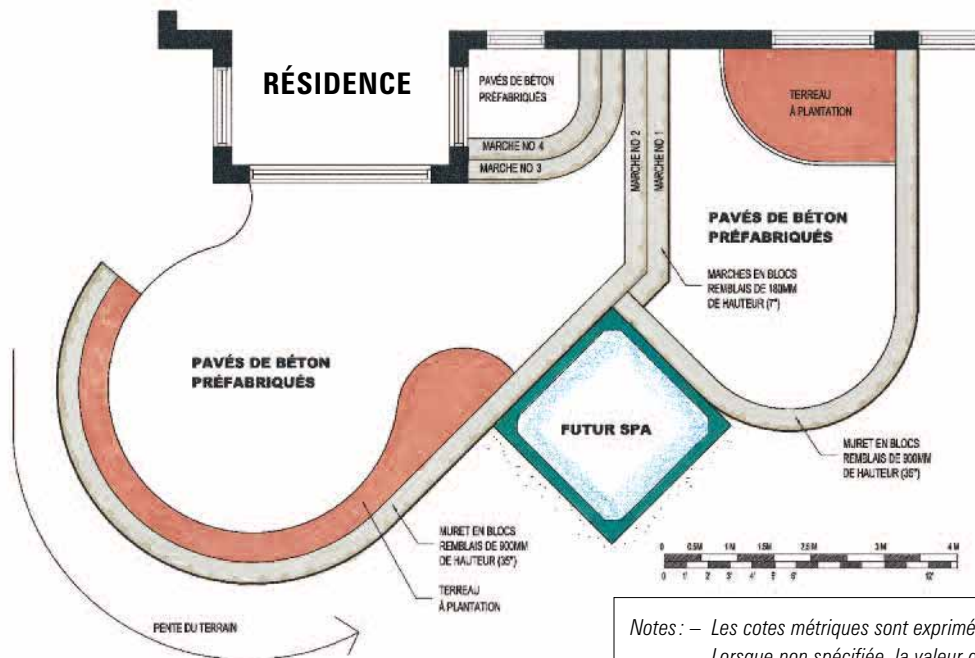 RÉSIDENCE
PAVÉS DE BÉTON
PRÉFABRIQUÉS
MARCHE NO 4
MARCHE NO 3
MARCHE NO 2
MARCHE NO 1
TERREAU
À PLANTATION
PAVÉS DE BÉTON
PRÉFABRIQUÉS
MARCHES EN BLOCS
REMBLAIS DE 180MM
DE HAUTEUR (7")
PAVÉS DE BÉTON
PRÉFABRIQUÉS
FUTUR SPA
MURET EN BLOCS
REMBLAIS DE 900MM
DE HAUTEUR (35")
MURET EN BLOCS
REMBLAIS DE 900MM
DE HAUTEUR (35")
TERREAU
À PLANTATION
PENTE DU TERRAIN
0 0.5M 1M 1.5M 2.5M 3M 4M
0 1' 2' 3' 4' 5' 6' 12'
Notes : – Les cotes métriques sont exprimé
Lorsque non spécifiée, la valeur